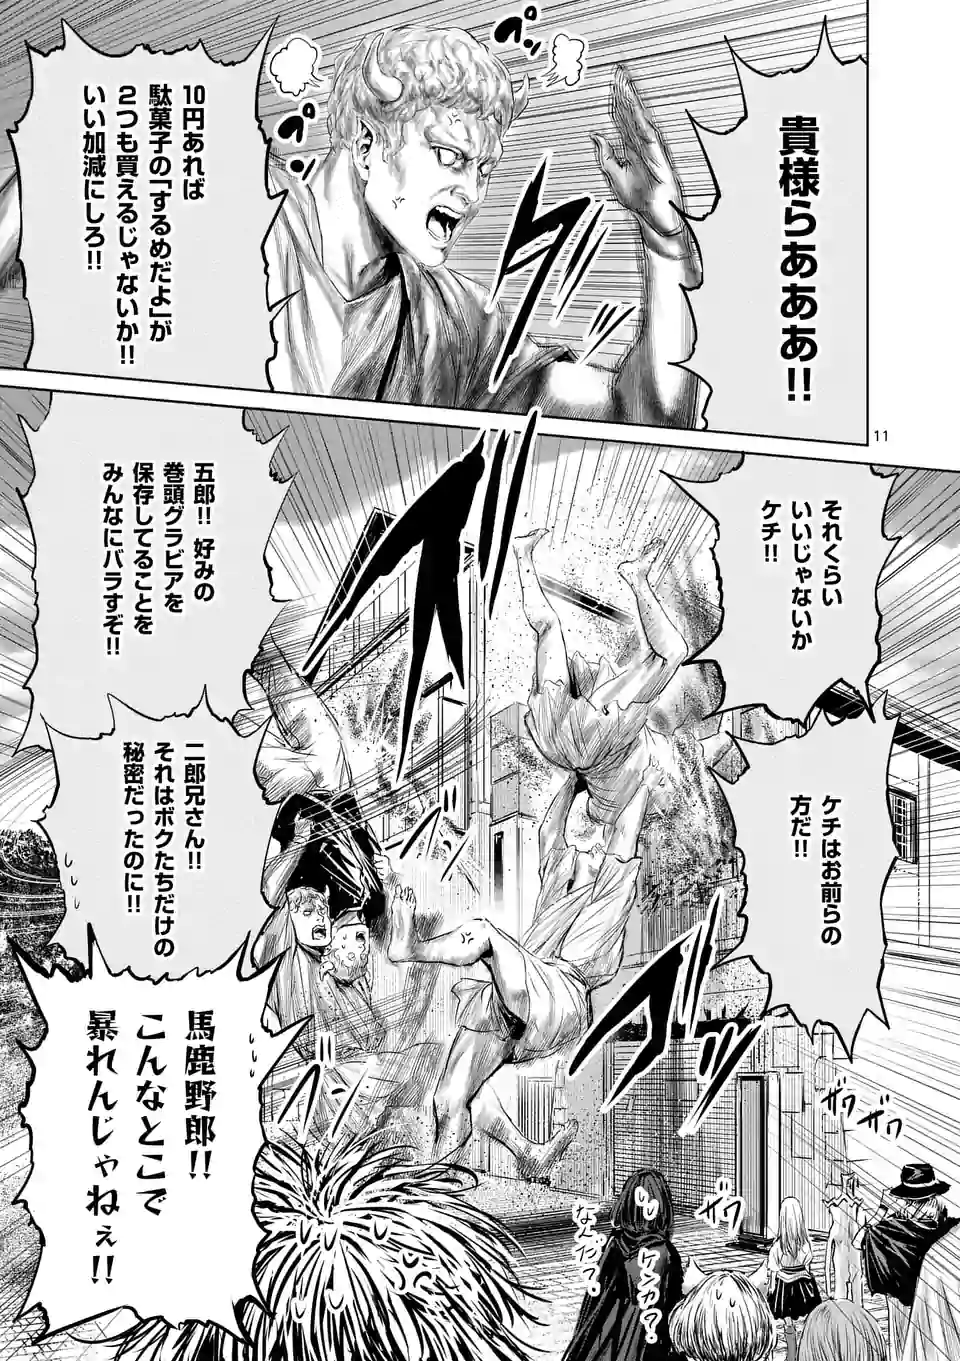 貴様らあああ!!
プン
プン
10円あれば
駄菓子の「するめだよ」が
2つも買えるじゃないか!!
いい加減にしろ!!
11
それくらい
いいじゃないか
ケチ!!
ケチはお前らの
方だ!!
五郎!! 好みの
巻頭グラビアを
保存してることを
みんなにバラすぞ!!
二郎兄さん!!
それはボクたちだけの
秘密だったのに!!
馬鹿野郎!!
こんなとこで
暴れんじゃねぇ!!
ザワ
ザワ
ザワ
ケンカ?
なんだ?